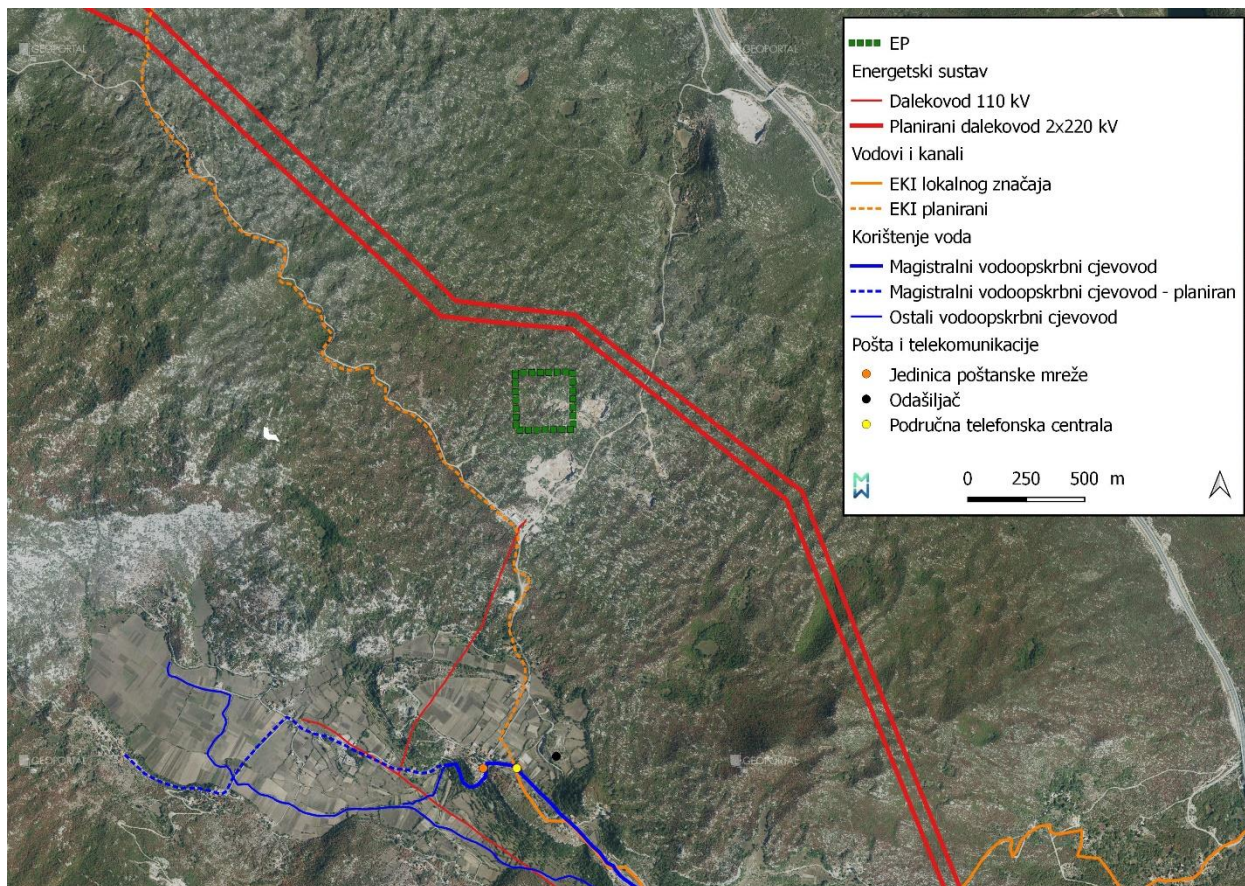 GEOPORTAL
GEOPORTAL
EP
Energetski sustav
Dalekovod 110 kV
Planirani dalekovod 2x220 kV
Vodovi i kanali
EKI lokalnog značaja
EKI planirani
Korištenje voda
Magistralni vodoopskrbni cjevovod
Magistralni vodoopskrbni cjevovod - planiran
Ostali vodoopskrbni cjevovod
Pošta i telekomunikacije
Jedinica poštanske mreže
Odašiljač
Područna telefonska centrala
0 250 500 m
GEOPORTAL
GEOPORTAL